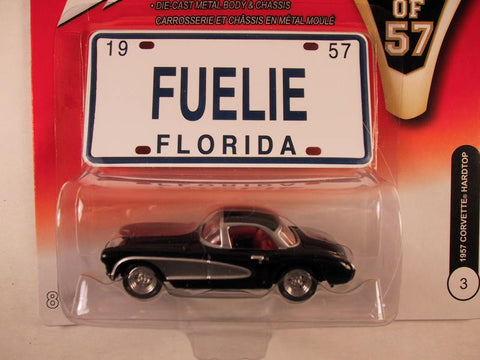 • DIE-CAST METAL BODY & CHASSIS
CARROSSERIE ET CHÂSSIS EN MÉTAL MOULÉ
OF
57
19 57
FUELIE
FLORIDA
1957 CORVETTE® HARDTOP
3
8